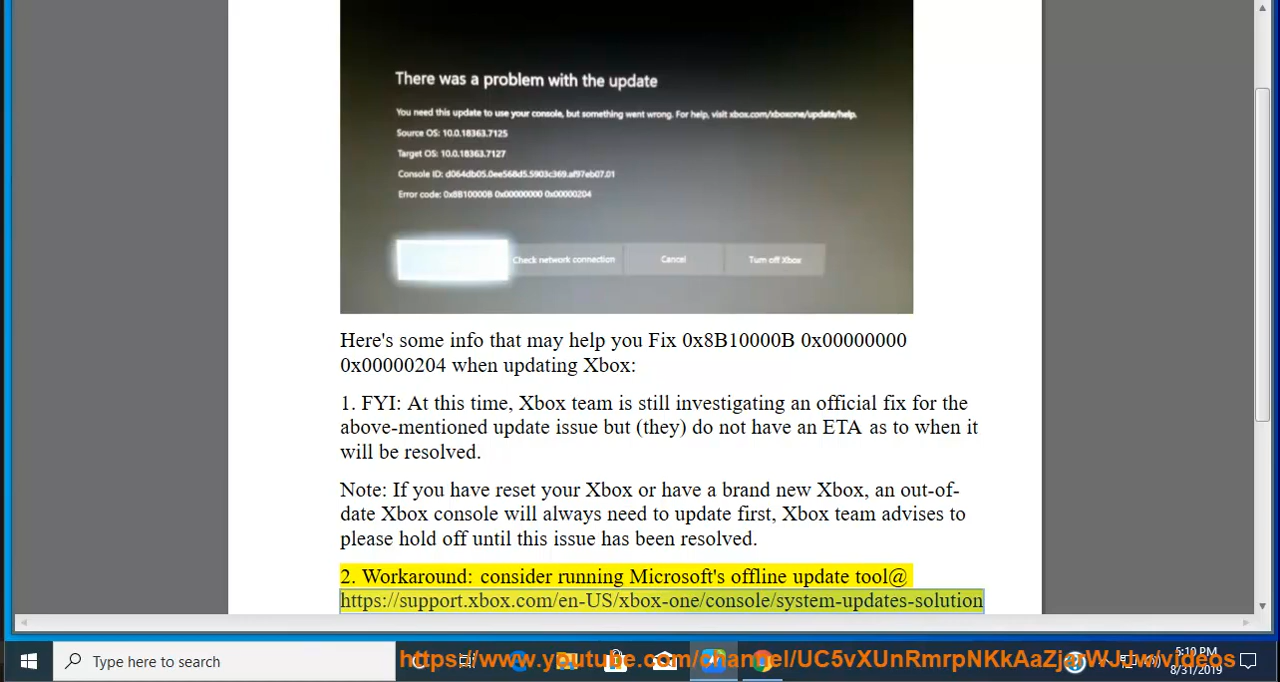 There was a problem with the update
You need this update to use your console, but something went wrong. For help, visit xbox.com/xboxone/update/help.
Source OS: 10.0.18363.7125
Target OS: 10.0.18363.7127
Console ID: d064db05.0ee568d5.5903c369.af97eb07.01
Error code: 0x8B10000B 0x00000000 0x00000204
Check network connection Cancel Turn off Xbox
Here's some info that may help you Fix 0x8B10000B 0x00000000
0x00000204 when updating Xbox:
1. FYI: At this time, Xbox team is still investigating an official fix for the
above-mentioned update issue but (they) do not have an ETA as to when it
will be resolved.
Note: If you have reset your Xbox or have a brand new Xbox, an out-of-
date Xbox console will always need to update first, Xbox team advises to
please hold off until this issue has been resolved.
2. Workaround: consider running Microsoft's offline update tool@
https://support.xbox.com/en-US/xbox-one/console/system-updates-solution
Type here to search
5:10 PM
8/31/2019